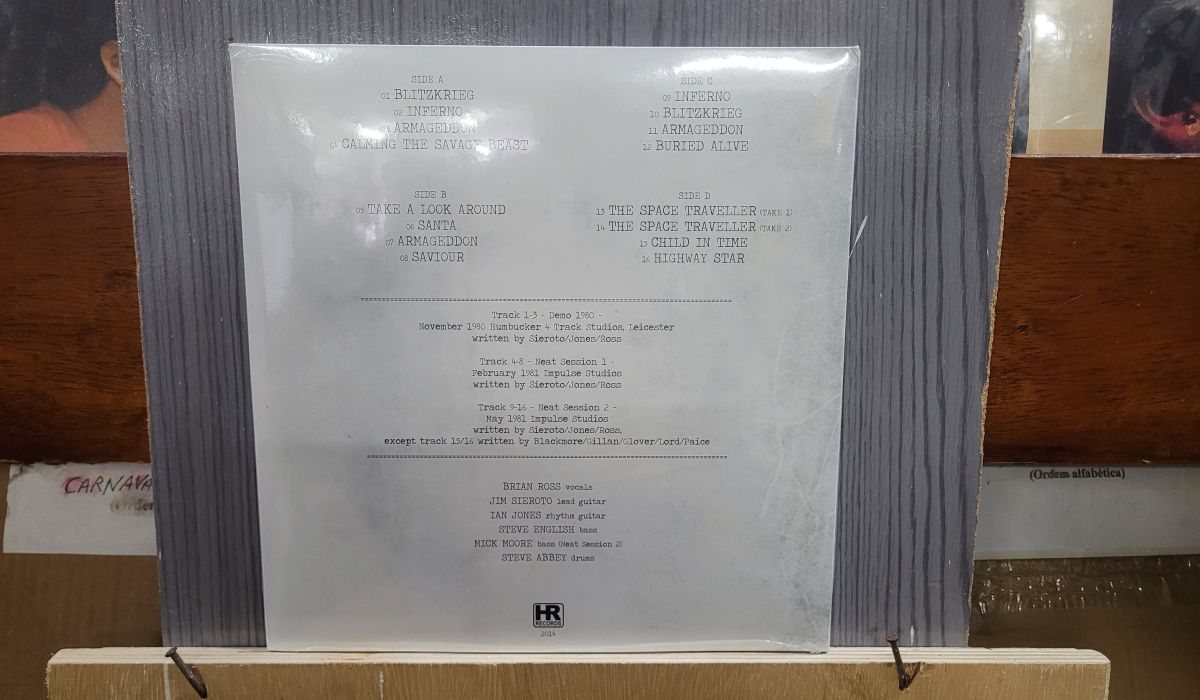 SIDE A
01 BLITZKRIEG
02 INFERNO
03 ARMAGEDDON
04 CALMING THE SAVAGE BEAST
SIDE B
05 TAKE A LOOK AROUND
06 SANTA
07 ARMAGEDDON
08 SAVIOUR
SIDE C
09 INFERNO
10 BLITZKRIEG
11 ARMAGEDDON
12 BURIED ALIVE
SIDE D
13 THE SPACE TRAVELLER (TAKE 1)
14 THE SPACE TRAVELLER (TAKE 2)
15 CHILD IN TIME
16 HIGHWAY STAR
Track 1-3 - Demo 1980 -
November 1980 Humbucker 4 Track Studios, Leicester
written by Sieroto/Jones/Ross
Track 4-8 - Neat Session 1 -
February 1981 Impulse Studios
written by Sieroto/Jones/Ross
Track 9-16 - Neat Session 2 -
May 1981 Impulse Studios
written by Sieroto/Jones/Ross,
except track 15/16 written by Blackmore/Gillan/Glover/Lord/Paice
BRIAN ROSS vocals
JIM SIEROTO lead guitar
IAN JONES rhythm guitar
STEVE ENGLISH bass
MICK MOORE bass (Neat Session 2)
STEVE ABBEY drums
HR
RECORDS
2014
CARNAVA
(Ordem alfabética)